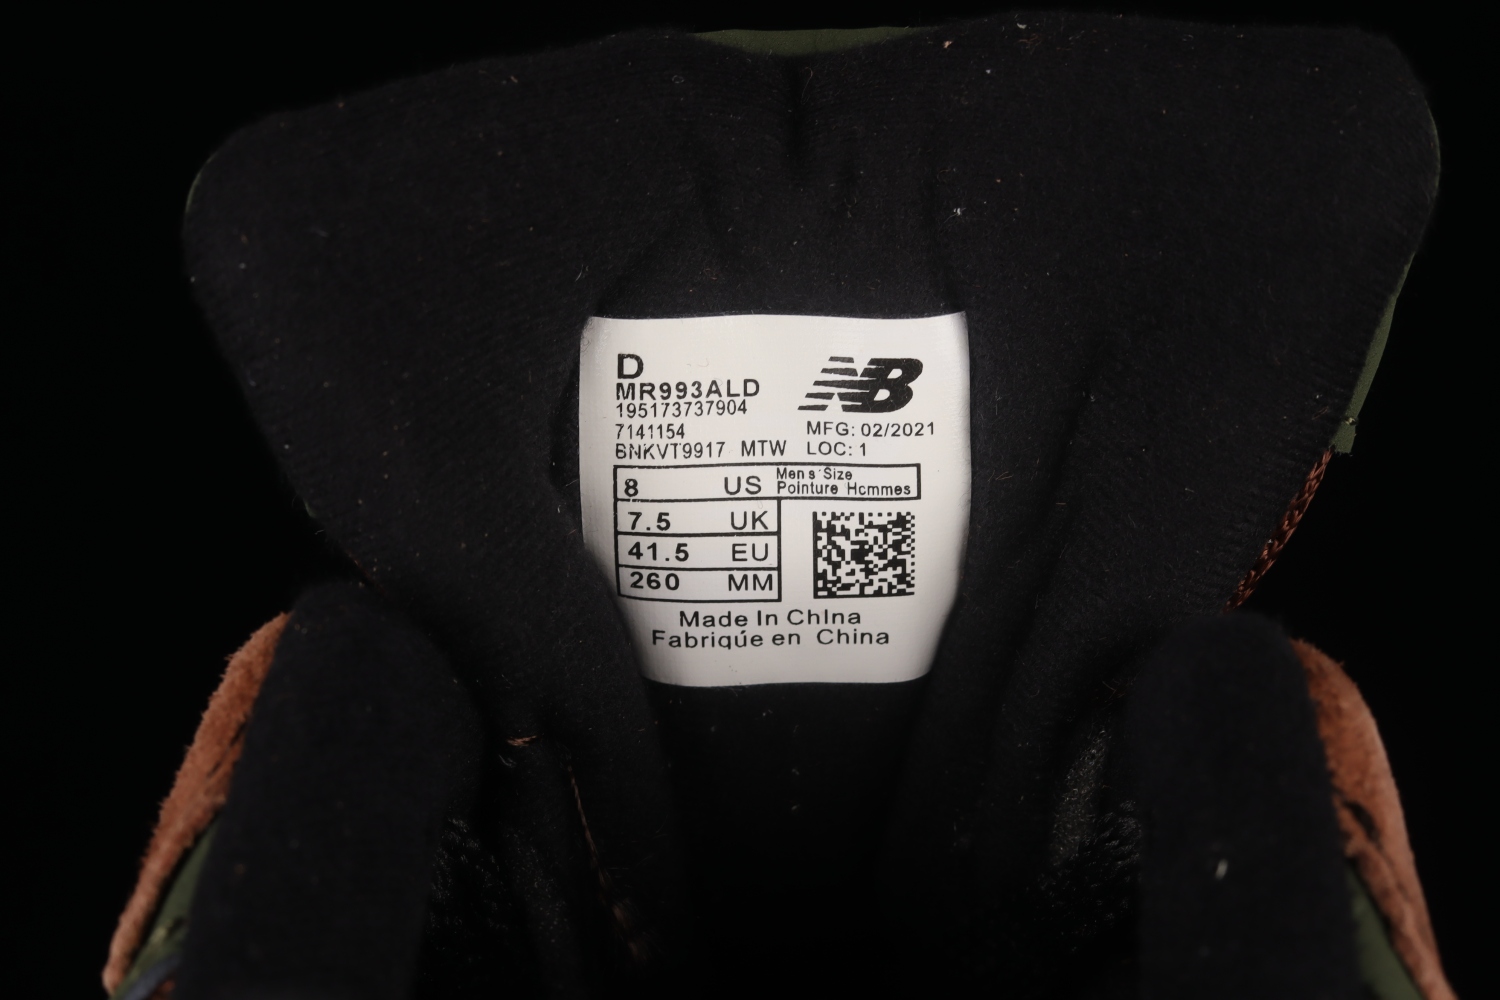 D
MR993ALD
195173737904
7141154
BNKVT9917 MTW
NB
MFG: 02/2021
LOC: 1
8 US
Men s Size
Pointure Hcmmes
7.5 UK
41.5 EU
260 MM
Made In ChIna
Fabriqúe en China